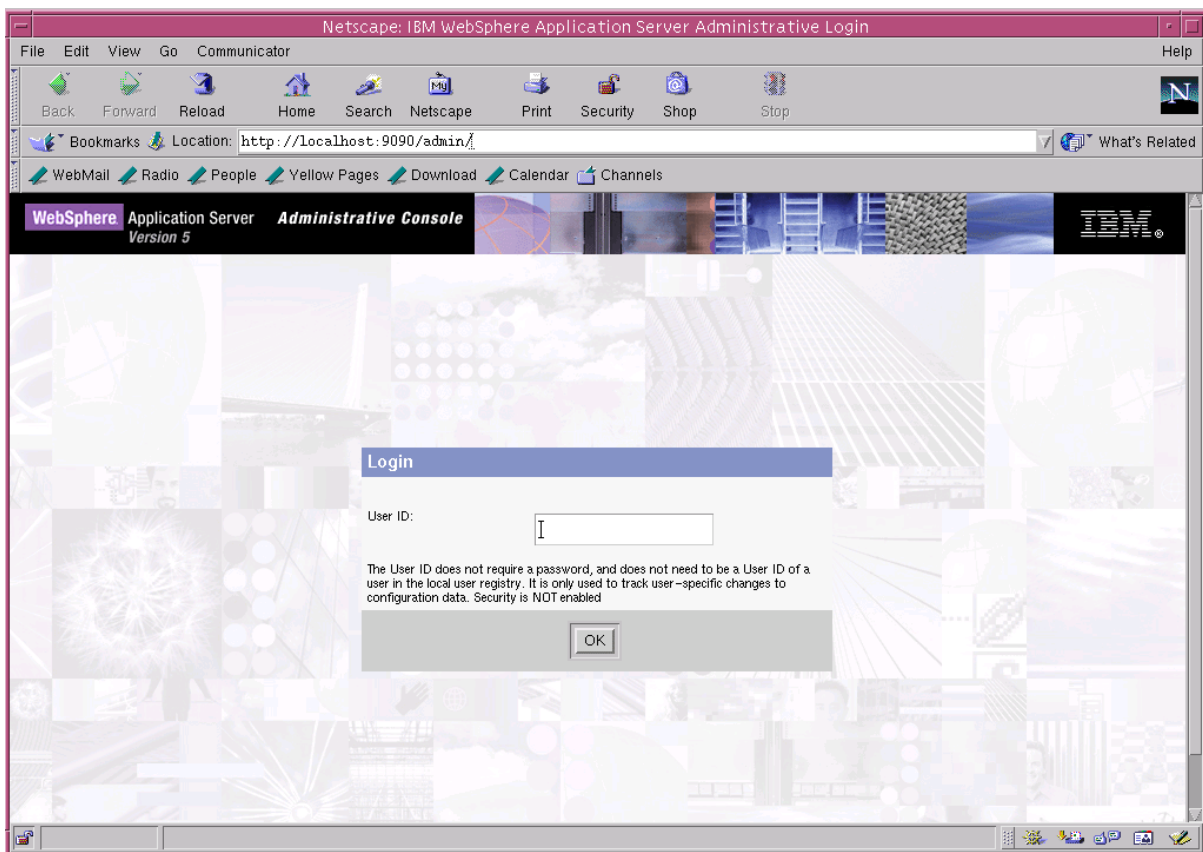 Netscape: IBM WebSphere Application Server Administrative Login
File Edit View Go Communicator Help
Back Forward Reload Home Search Netscape Print Security Shop Stop
My
N
Bookmarks Location: http://localhost:9090/admin/ What's Related
WebMail Radio People Yellow Pages Download Calendar Channels
WebSphere Application Server Administrative Console
Version 5
IBM®
Login
User ID:
The User ID does not require a password, and does not need to be a User ID of a
user in the local user registry. It is only used to track user-specific changes to
configuration data. Security is NOT enabled
OK